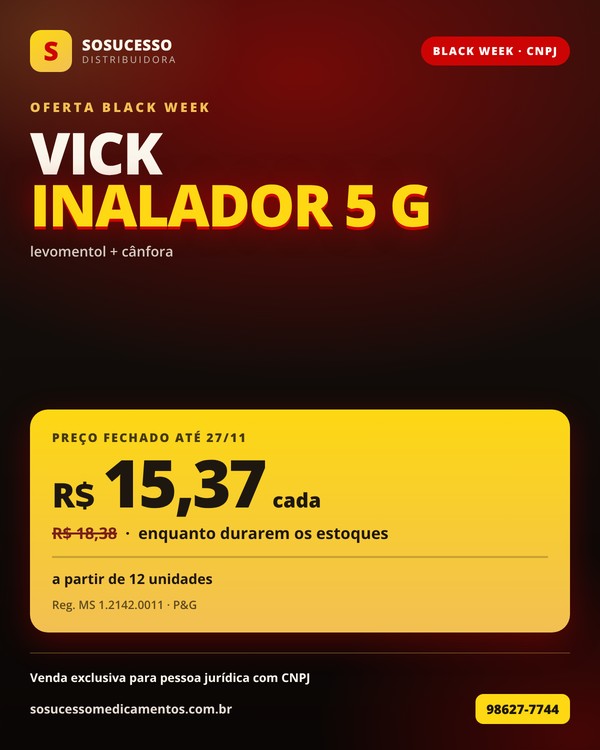 S
SOSUCESSO
DISTRIBUIDORA
BLACK WEEK · CNPJ
OFERTA BLACK WEEK
VICK
INALADOR 5 G
levomentol + cânfora
PREÇO FECHADO ATÉ 27/11
R$ 15,37 cada
R$ 18,38 · enquanto durarem os estoques
a partir de 12 unidades
Reg. MS 1.2142.0011 · P&G
Venda exclusiva para pessoa jurídica com CNPJ
sosucessomedicamentos.com.br
98627-7744